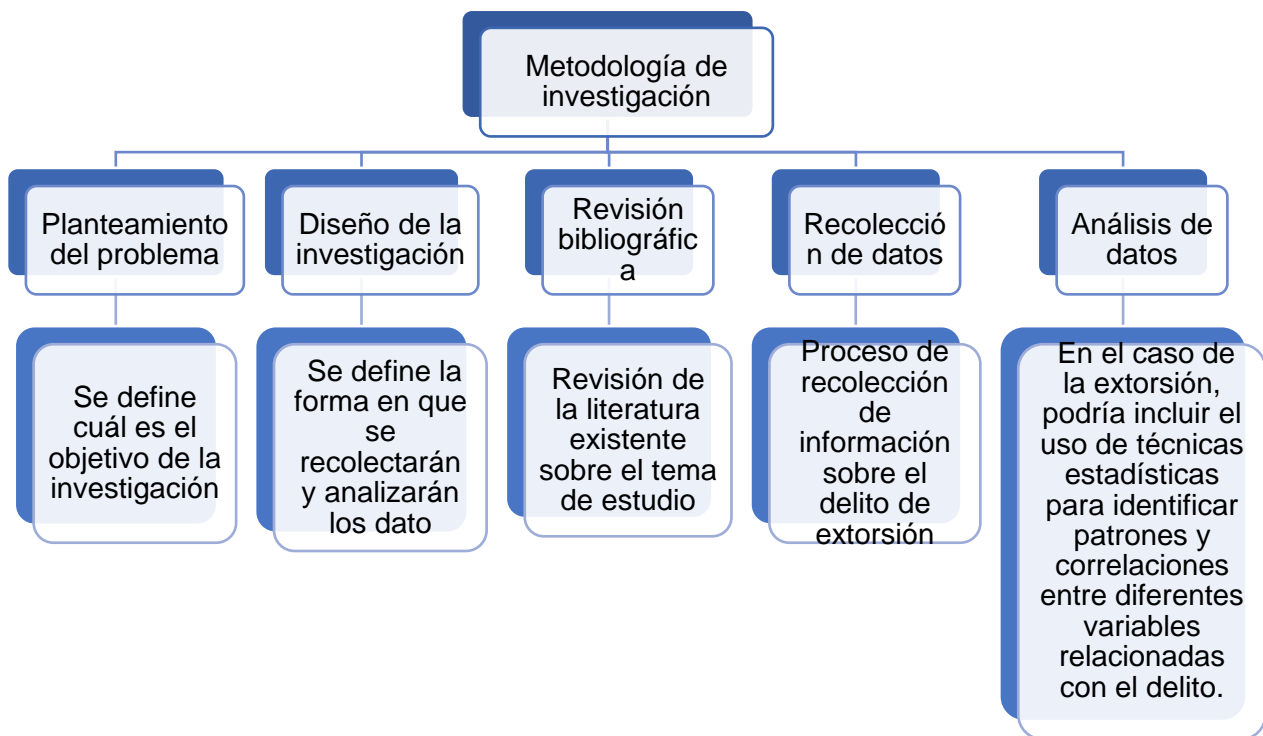 Metodología de
investigación
Planteamiento
del problema
Diseño de la
investigación
Revisión
bibliográfic
a
Recolecció
n de datos
Análisis de
datos
Se define
cuál es el
objetivo de la
investigación
Se define la
forma en que
se
recolectarán
y analizarán
los dato
Revisión de
la literatura
existente
sobre el tema
de estudio
Proceso de
recolección
de
información
sobre el
delito de
extorsión
En el caso de
la extorsión,
podría incluir el
uso de técnicas
estadísticas
para identificar
patrones y
correlaciones
entre diferentes
variables
relacionadas
con el delito.